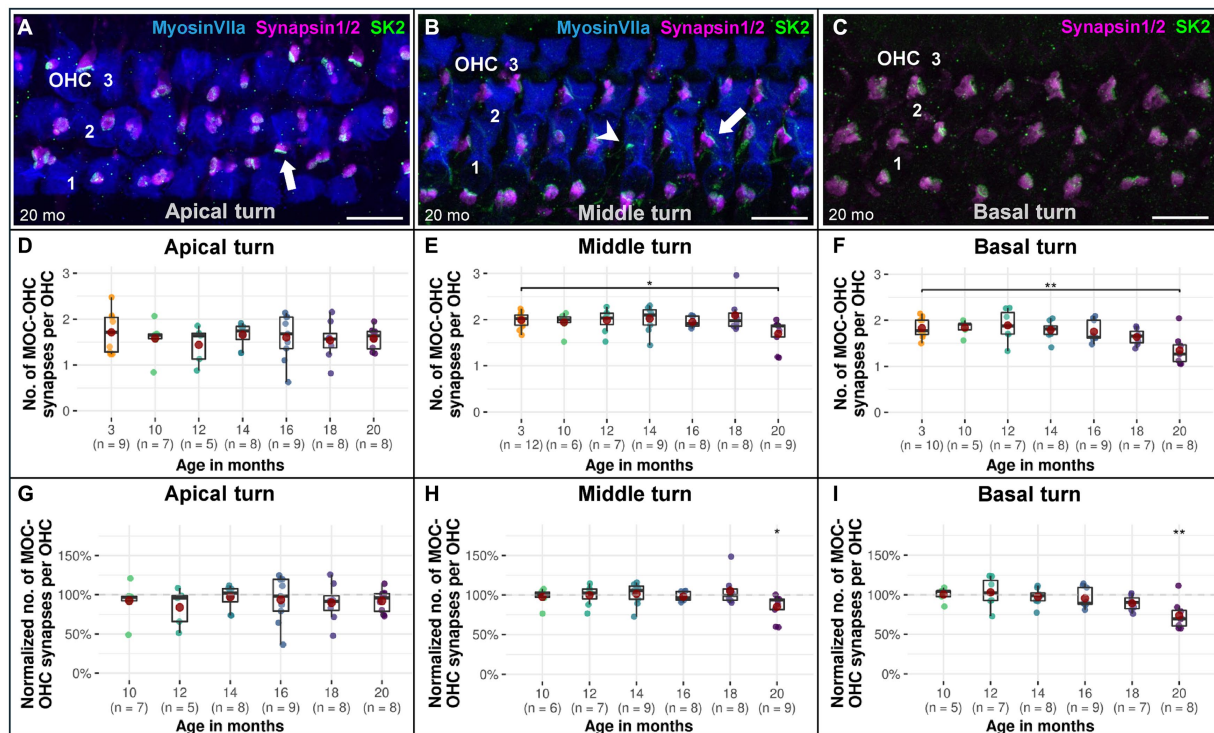 A MyosinVIIa Synapsin1/2 SK2
OHC 3
2
1
20 mo Apical turn
B MyosinVIIa Synapsin1/2 SK2
OHC 3
2
1
20 mo Middle turn
C Synapsin1/2 SK2
OHC 3
2
1
20 mo Basal turn
D Apical turn
No. of MOC-OHC
synapses per OHC
3
2
1
0
3 10 12 14 16 18 20
(n = 9) (n = 7) (n = 5) (n = 8) (n = 9) (n = 8) (n = 8)
Age in months
E Middle turn
No. of MOC-OHC
synapses per OHC
3
2
1
0
*
3 10 12 14 16 18 20
(n = 12) (n = 6) (n = 7) (n = 9) (n = 8) (n = 8) (n = 9)
Age in months
F Basal turn
No. of MOC-OHC
synapses per OHC
3
2
1
0
**
3 10 12 14 16 18 20
(n = 10) (n = 5) (n = 7) (n = 8) (n = 9) (n = 7) (n = 8)
Age in months
G Apical turn
Normalized no. of MOC-
OHC synapses per OHC
150%
100%
50%
0%
10 12 14 16 18 20
(n = 7) (n = 5) (n = 8) (n = 9) (n = 8) (n = 8)
Age in months
H Middle turn
Normalized no. of MOC-
OHC synapses per OHC
150%
100%
50%
0%
*
10 12 14 16 18 20
(n = 6) (n = 7) (n = 9) (n = 8) (n = 8) (n = 9)
Age in months
I Basal turn
Normalized no. of MOC-
OHC synapses per OHC
150%
100%
50%
0%
**
10 12 14 16 18 20
(n = 5) (n = 7) (n = 8) (n = 9) (n = 7) (n = 8)
Age in months